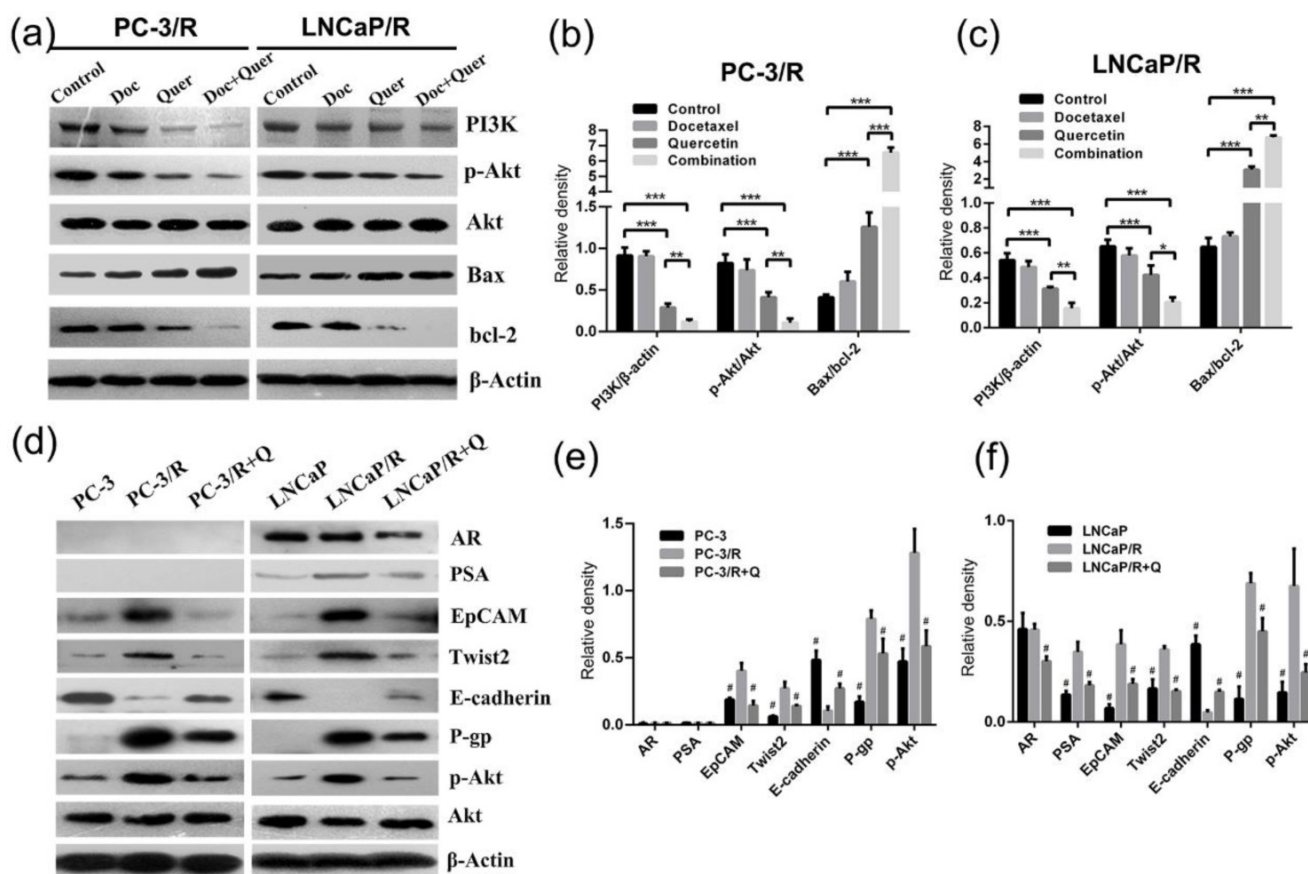 (a)
PC-3/R
LNCaP/R
Control
Doc
Quer
Doc+Quer
Control
Doc
Quer
Doc+Quer
PI3K
p-Akt
Akt
Bax
bcl-2
β-Actin
(b)
PC-3/R
Control
Docetaxel
Quercetin
Combination
Relative density
8
7
6
5
4
1.5
1.0
0.5
0.0
***
***
**
***
***
**
***
***
***
PI3K/β-actin
p-Akt/Akt
Bax/bcl-2
(c)
LNCaP/R
Control
Docetaxel
Quercetin
Combination
Relative density
8
6
4
2
1.0
0.8
0.6
0.4
0.2
0.0
***
***
**
***
***
*
***
***
**
PI3K/β-actin
p-Akt/Akt
Bax/bcl-2
(d)
PC-3
PC-3/R
PC-3/R+Q
LNCaP
LNCaP/R
LNCaP/R+Q
AR
PSA
EpCAM
Twist2
E-cadherin
P-gp
p-Akt
Akt
β-Actin
(e)
PC-3
PC-3/R
PC-3/R+Q
Relative density
1.5
1.0
0.5
0.0
# # # # # # # # # # # #
AR
PSA
EpCAM
Twist2
E-cadherin
P-gp
p-Akt
(f)
LNCaP
LNCaP/R
LNCaP/R+Q
Relative density
1.0
0.5
0.0
# # # # # # # # # # # # #
AR
PSA
EpCAM
Twist2
E-cadherin
P-gp
p-Akt